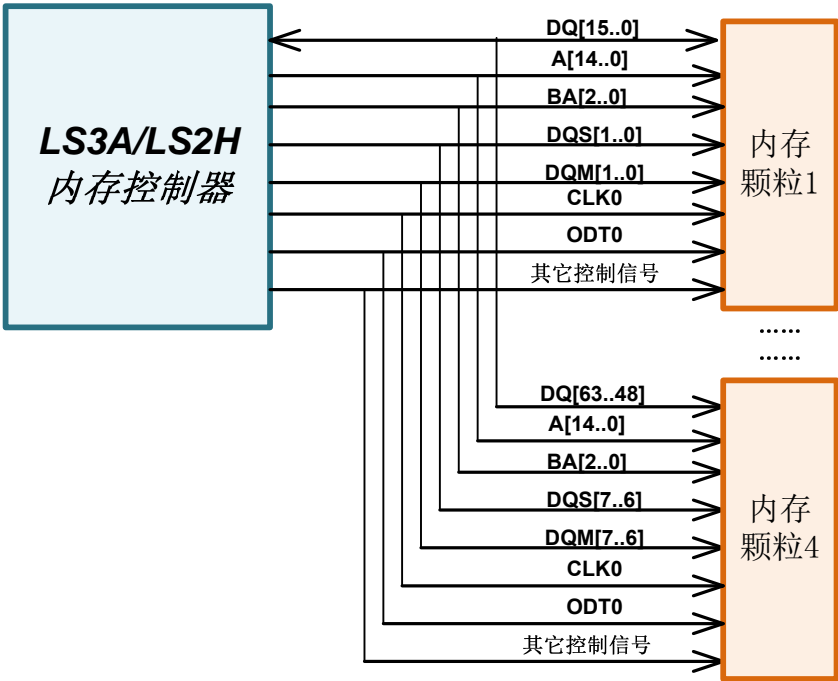 LS3A/LS2H
内存控制器
DQ[15..0]
A[14..0]
BA[2..0]
DQS[1..0]
DQM[1..0]
CLK0
ODT0
其它控制信号
内存
颗粒1
......
......
DQ[63..48]
A[14..0]
BA[2..0]
DQS[7..6]
DQM[7..6]
CLK0
ODT0
其它控制信号
内存
颗粒4